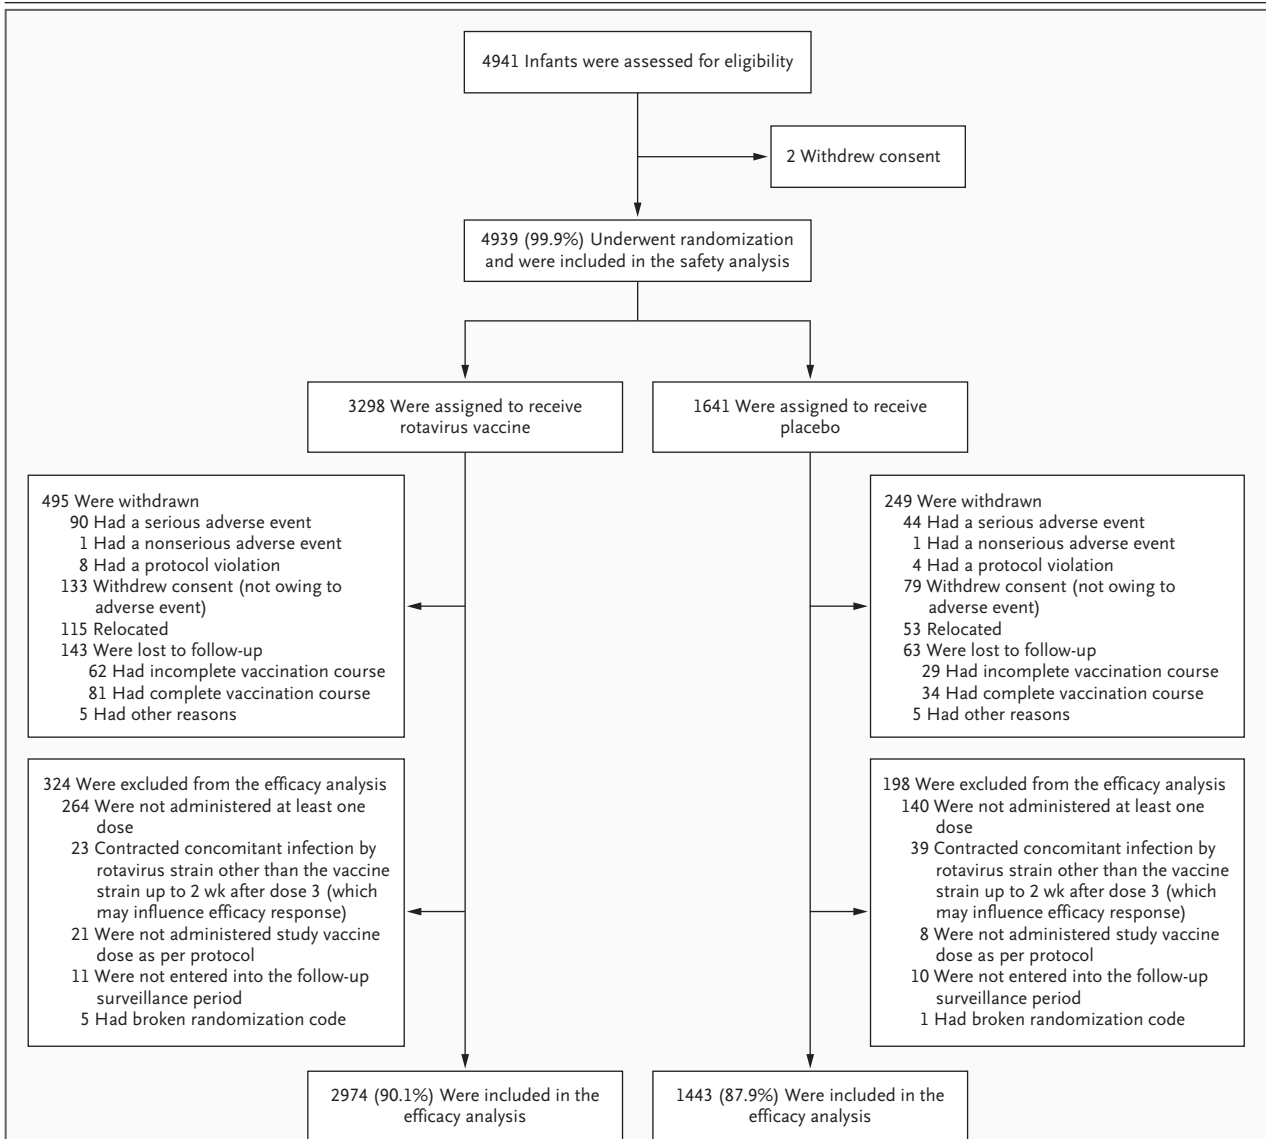 4941 Infants were assessed for eligibility
2 Withdrew consent
4939 (99.9%) Underwent randomization
and were included in the safety analysis
3298 Were assigned to receive
rotavirus vaccine
1641 Were assigned to receive
placebo
495 Were withdrawn
90 Had a serious adverse event
1 Had a nonserious adverse event
8 Had a protocol violation
133 Withdrew consent (not owing to
adverse event)
115 Relocated
143 Were lost to follow-up
62 Had incomplete vaccination course
81 Had complete vaccination course
5 Had other reasons
249 Were withdrawn
44 Had a serious adverse event
1 Had a nonserious adverse event
4 Had a protocol violation
79 Withdrew consent (not owing to
adverse event)
53 Relocated
63 Were lost to follow-up
29 Had incomplete vaccination course
34 Had complete vaccination course
5 Had other reasons
324 Were excluded from the efficacy analysis
264 Were not administered at least one
dose
23 Contracted concomitant infection by
rotavirus strain other than the vaccine
strain up to 2 wk after dose 3 (which
may influence efficacy response)
21 Were not administered study vaccine
dose as per protocol
11 Were not entered into the follow-up
surveillance period
5 Had broken randomization code
198 Were excluded from the efficacy analysis
140 Were not administered at least one
dose
39 Contracted concomitant infection by
rotavirus strain other than the vaccine
strain up to 2 wk after dose 3 (which
may influence efficacy response)
8 Were not administered study vaccine
dose as per protocol
10 Were not entered into the follow-up
surveillance period
1 Had broken randomization code
2974 (90.1%) Were included in the
efficacy analysis
1443 (87.9%) Were included in the
efficacy analysis